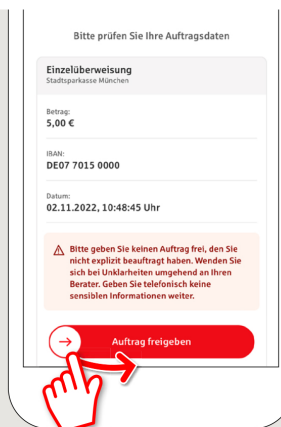 Bitte prüfen Sie Ihre Auftragsdaten
Einzelüberweisung
Stadtsparkasse München
Betrag:
5,00 €
IBAN:
DE07 7015 0000
Datum:
02.11.2022, 10:48:45 Uhr
Bitte geben Sie keinen Auftrag frei, den Sie
nicht explizit beauftragt haben. Wenden Sie
sich bei Unklarheiten umgehend an Ihren
Berater. Geben Sie telefonisch keine
sensiblen Informationen weiter.
Auftrag freigeben